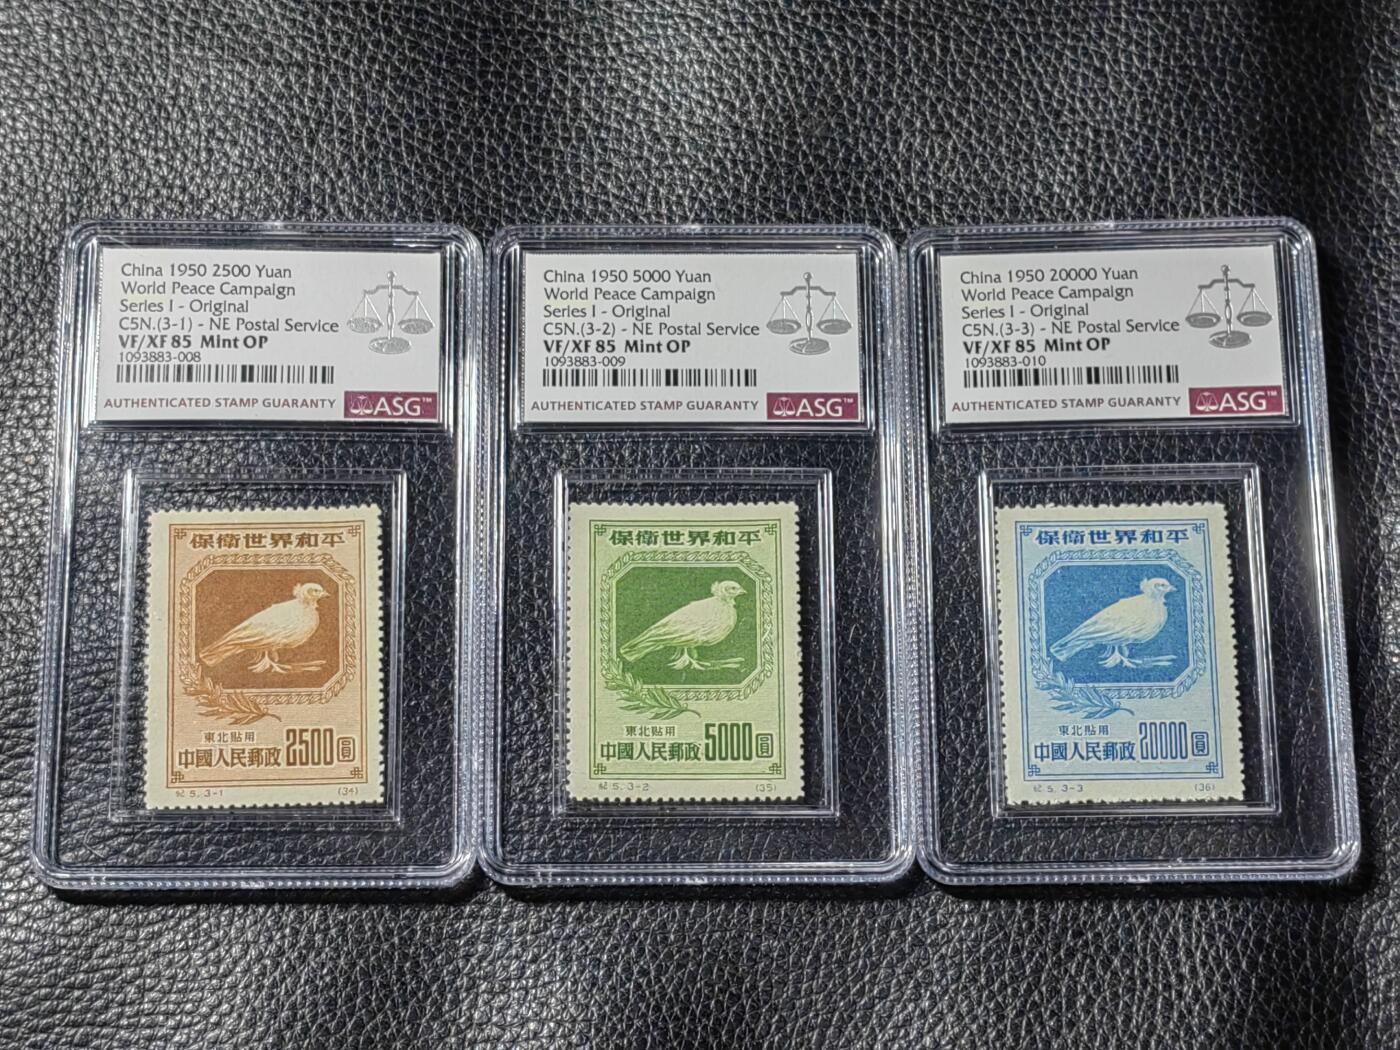 China 1950 2500 Yuan
World Peace Campaign
Series I - Original
C5N.(3-1) - NE Postal Service
VF/XF 85 Mint OP
1093883-008
AUTHENTICATED STAMP GUARANTY
ASG™
保衛世界和平
東北貼用
中國人民郵政 2500 圓
紀 5. 3-1
(34)
China 1950 5000 Yuan
World Peace Campaign
Series I - Original
C5N.(3-2) - NE Postal Service
VF/XF 85 Mint OP
1093883-009
AUTHENTICATED STAMP GUARANTY
ASG™
保衛世界和平
東北貼用
中國人民郵政 5000 圓
紀 5. 3-2
(35)
China 1950 20000 Yuan
World Peace Campaign
Series I - Original
C5N.(3-3) - NE Postal Service
VF/XF 85 Mint OP
1093883-010
AUTHENTICATED STAMP GUARANTY
ASG™
保衛世界和平
東北貼用
中國人民郵政 20000 圓
紀 5. 3-3
(36)